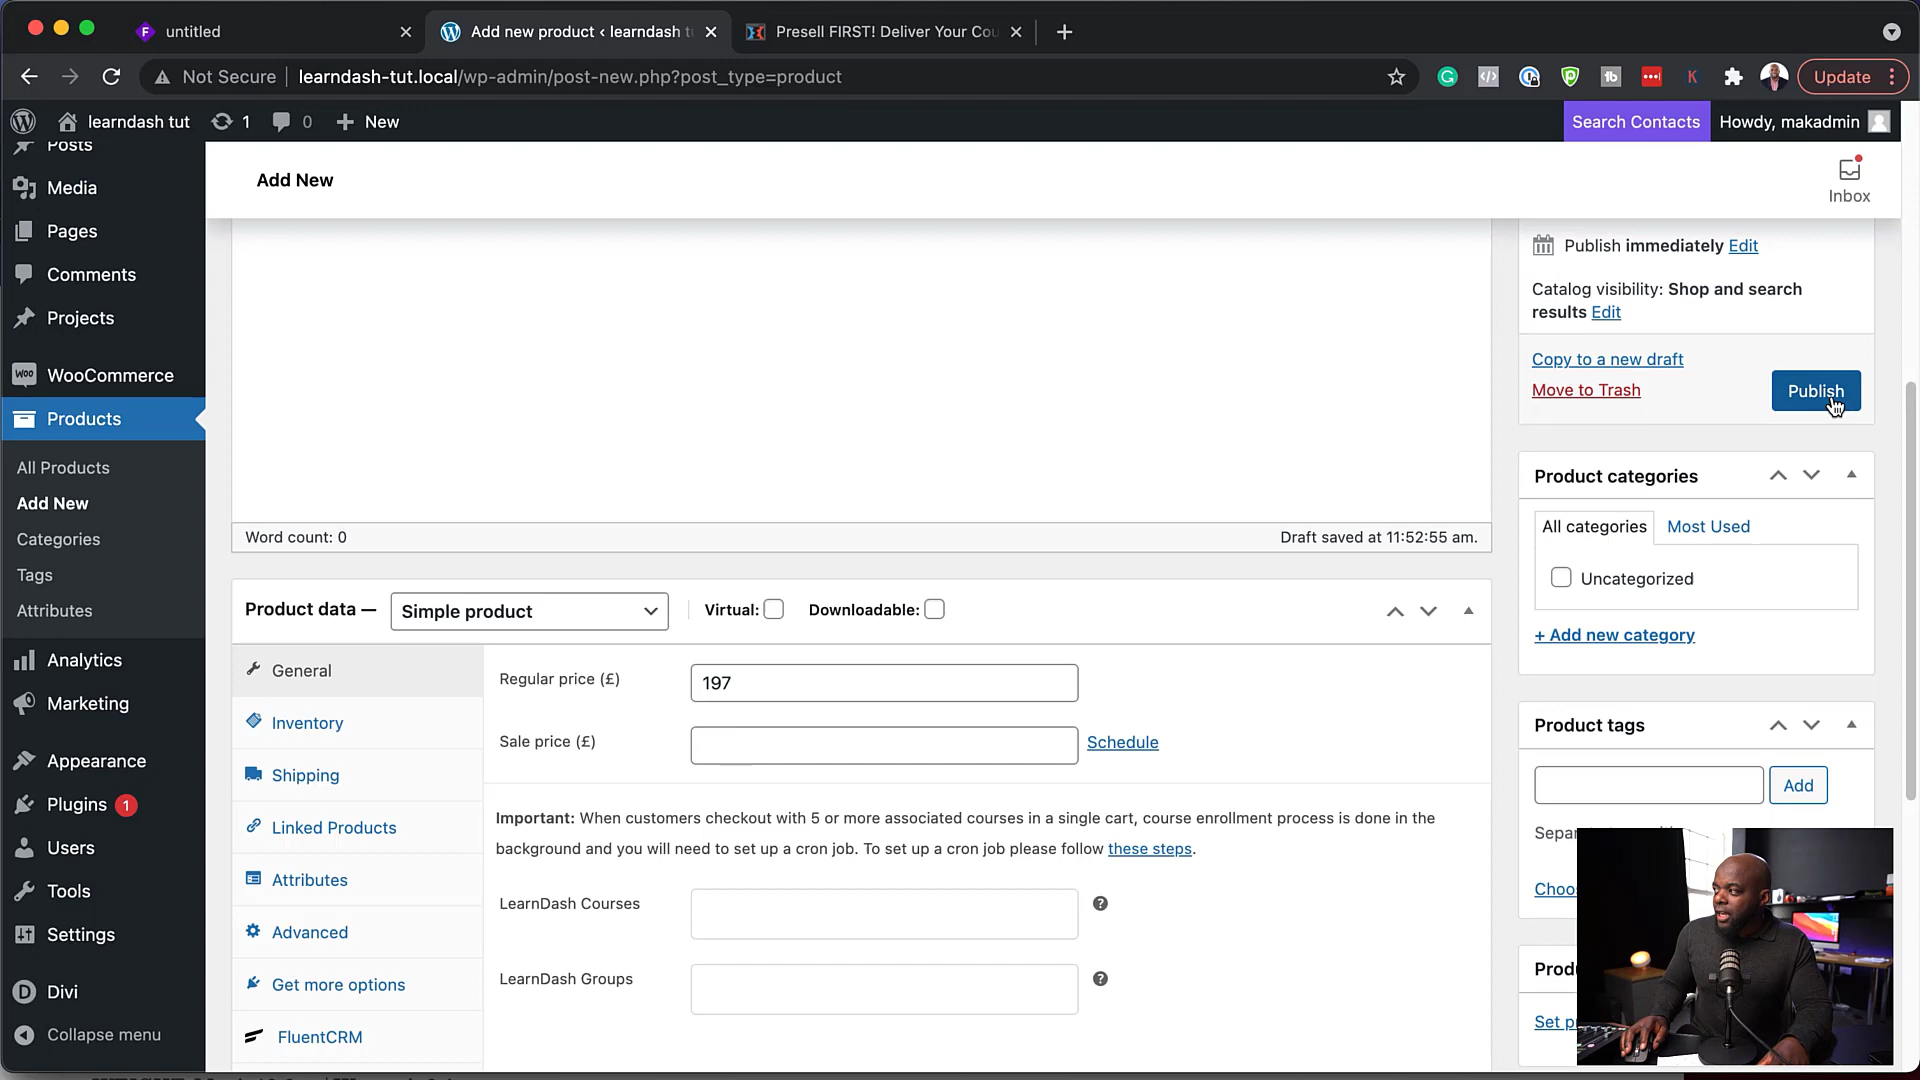 untitled
Add new product ‹ learndash t
Presell FIRST! Deliver Your Cou
Not Secure
learndash-tut.local/wp-admin/post-new.php?post_type=product
Update
learndash tut
1
0
New
Search Contacts
Howdy, makadmin
Posts
Media
Pages
Comments
Projects
WooCommerce
Products
All Products
Add New
Categories
Tags
Attributes
Analytics
Marketing
Appearance
Plugins 1
Users
Tools
Settings
Divi
Collapse menu
Add New
Inbox
Word count: 0
Draft saved at 11:52:55 am.
Product data —
Simple product
Virtual:
Downloadable:
General
Inventory
Shipping
Linked Products
Attributes
Advanced
Get more options
FluentCRM
Regular price (£)
197
Sale price (£)
Schedule
Important: When customers checkout with 5 or more associated courses in a single cart, course enrollment process is done in the
background and you will need to set up a cron job. To set up a cron job please follow these steps.
LearnDash Courses
LearnDash Groups
Publish immediately Edit
Catalog visibility: Shop and search
results Edit
Copy to a new draft
Move to Trash
Publish
Product categories
All categories
Most Used
Uncategorized
+ Add new category
Product tags
Add
Separ
Choo
Produ
Set p